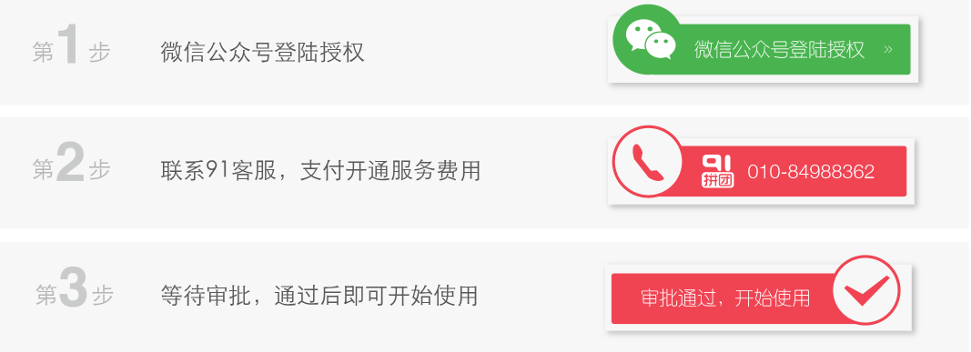 第1步 微信公众号登陆授权 微信公众号登陆授权 »
第2步 联系91客服，支付开通服务费用 91拼团 010-84988362
第3步 等待审批，通过后即可开始使用 审批通过，开始使用